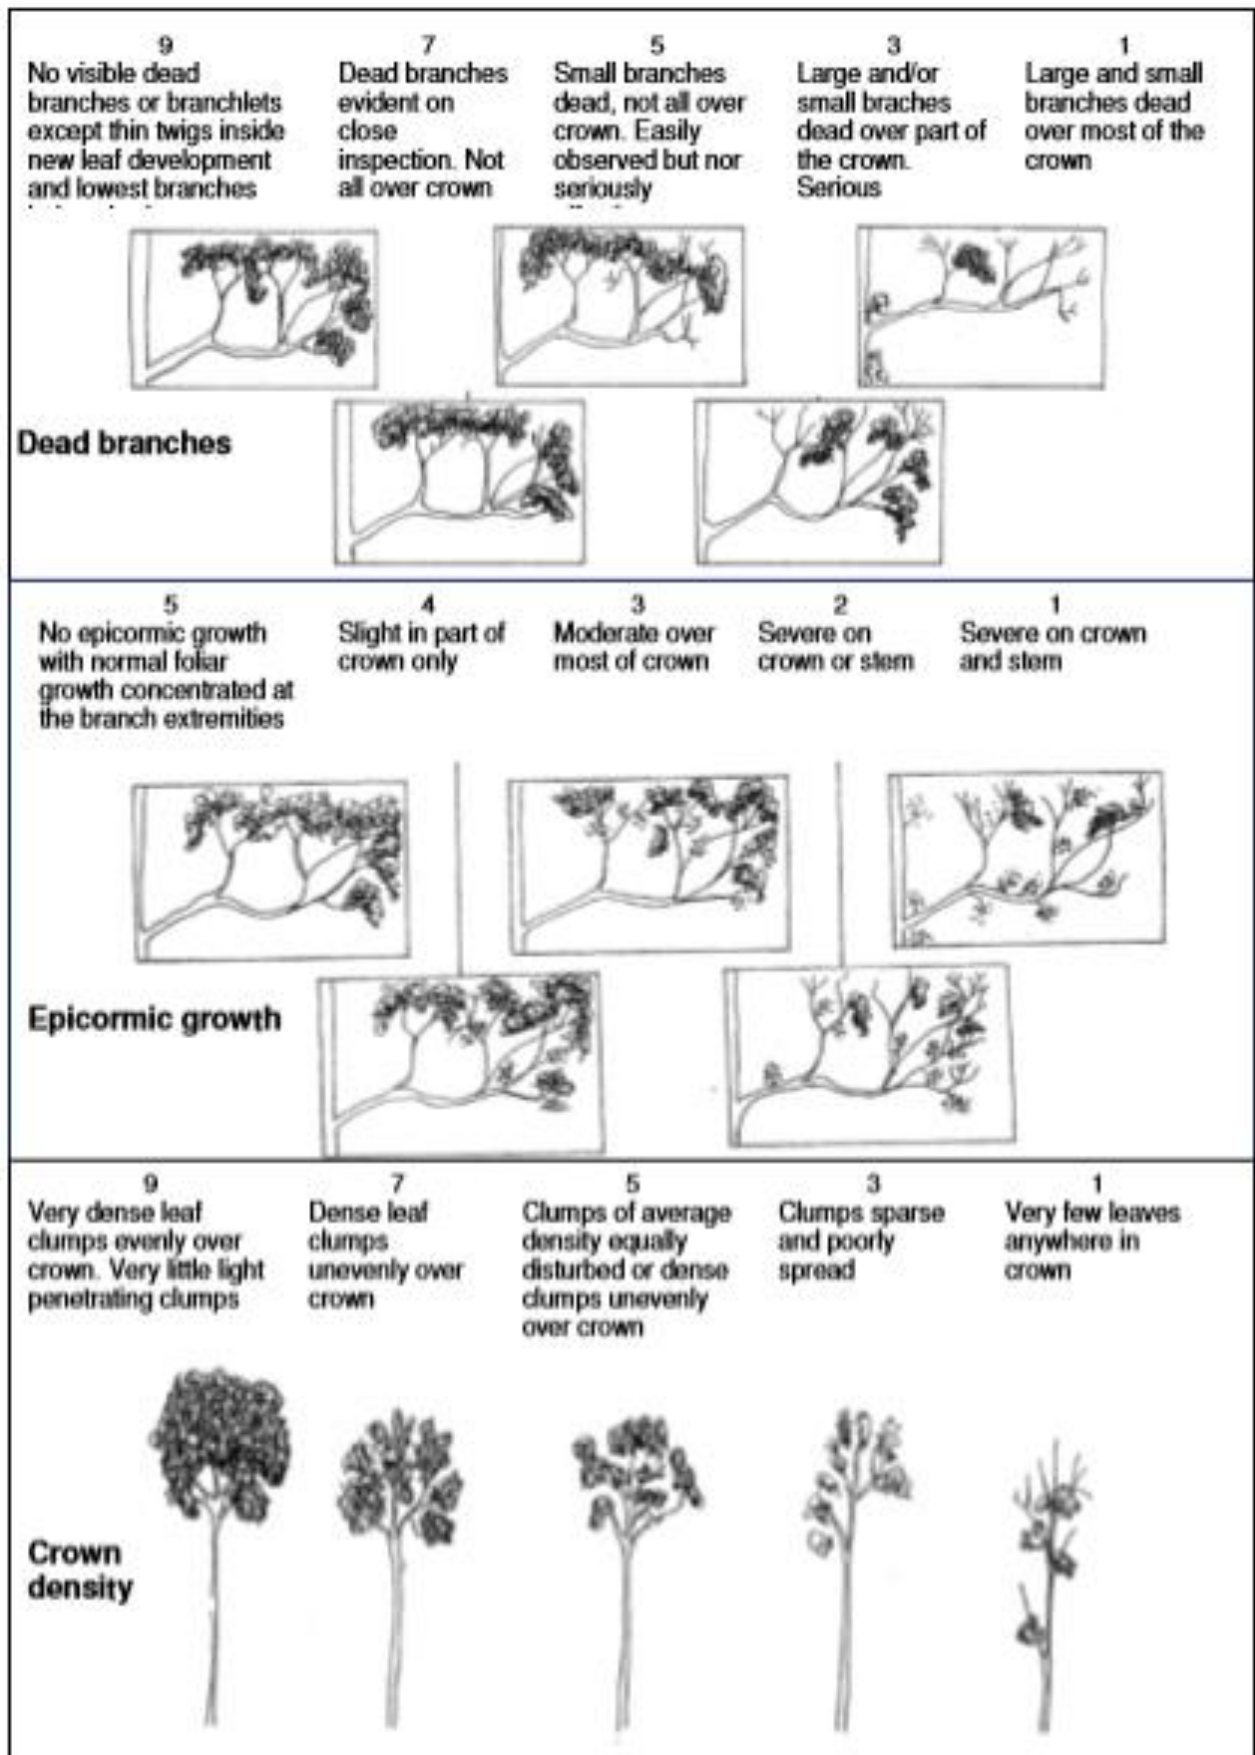 9
No visible dead
branches or branchlets
except thin twigs inside
new leaf development
and lowest branches
7
Dead branches
evident on
close
inspection. Not
all over crown
5
Small branches
dead, not all over
crown. Easily
observed but nor
seriously
3
Large and/or
small braches
dead over part of
the crown.
Serious
1
Large and small
branches dead
over most of the
crown
Dead branches
5
No epicormic growth
with normal foliar
growth concentrated at
the branch extremities
4
Slight in part of
crown only
3
Moderate over
most of crown
2
Severe on
crown or stem
1
Severe on crown
and stem
Epicormic growth
9
Very dense leaf
clumps evenly over
crown. Very little light
penetrating clumps
7
Dense leaf
clumps
unevenly over
crown
5
Clumps of average
density equally
disturbed or dense
clumps unevenly
over crown
3
Clumps sparse
and poorly
spread
1
Very few leaves
anywhere in
crown
Crown
density